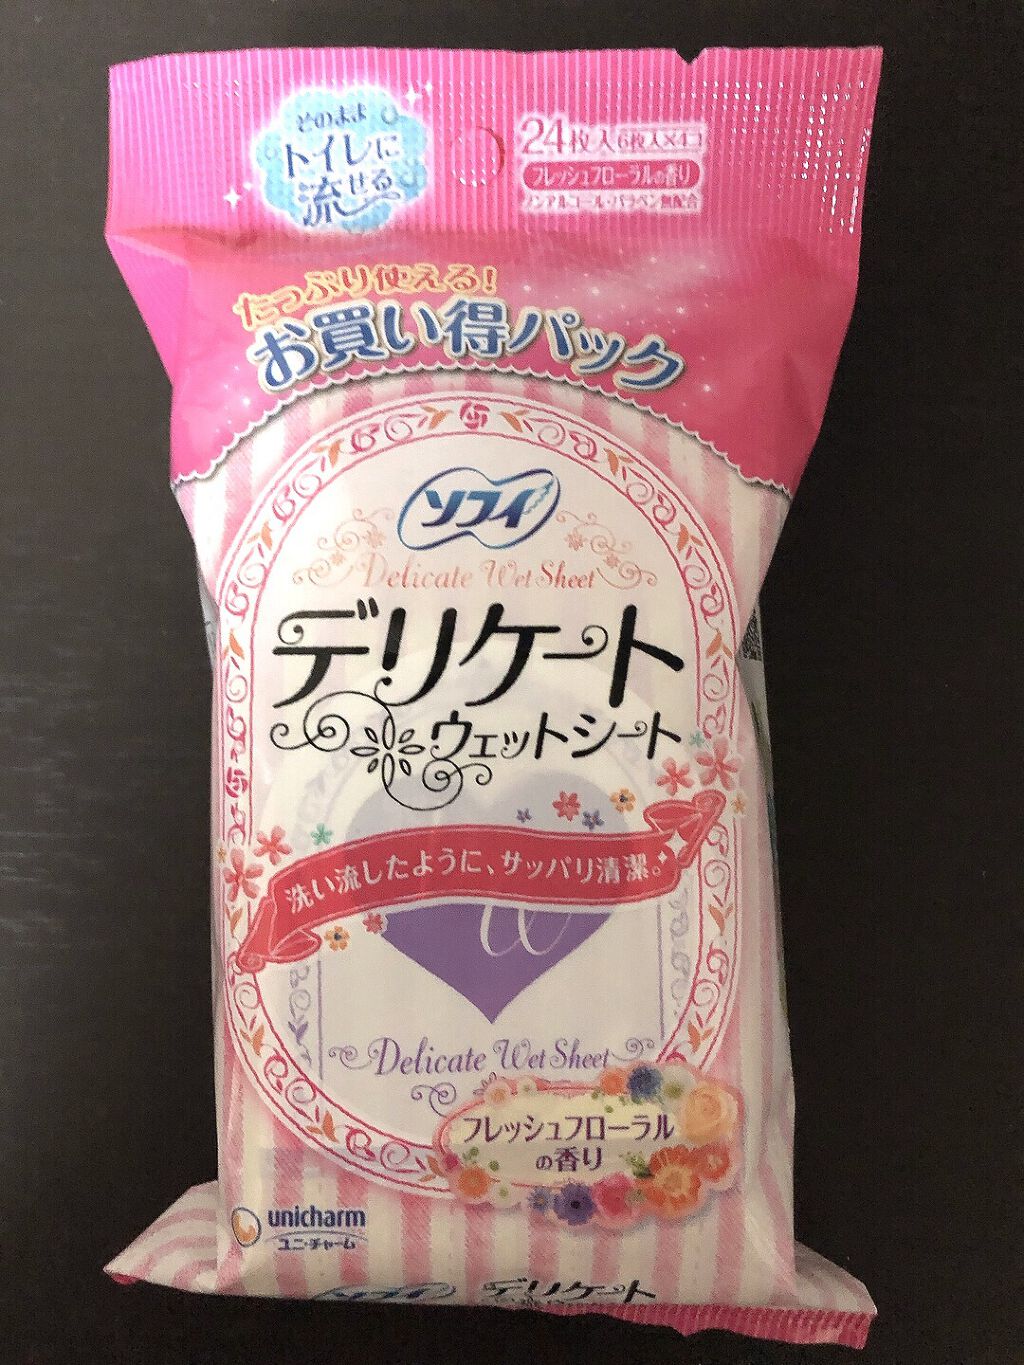 そのまま
トイレに
流せる
24枚入(6枚入×4コ)
フレッシュフローラルの香り
ノンアルコール・パラベン無配合
たっぷり使える!
お買い得パック
ソフィ
Delicate Wet Sheet
デリケート
ウェットシート
洗い流したように、サッパリ清潔。
Delicate Wet Sheet
フレッシュフローラル
の香り
unicharm
ユニ・チャーム
ソフィ デリケート